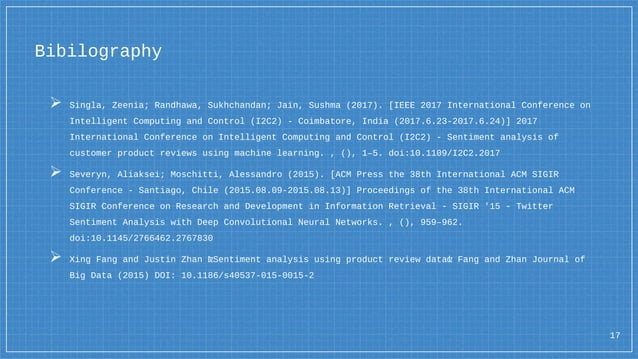 Bibilography
Singla, Zeenia; Randhawa, Sukhchandan; Jain, Sushma (2017). [IEEE 2017 International Conference on
Intelligent Computing and Control (I2C2) - Coimbatore, India (2017.6.23-2017.6.24)] 2017
International Conference on Intelligent Computing and Control (I2C2) - Sentiment analysis of
customer product reviews using machine learning. , (), 1–5. doi:10.1109/I2C2.2017
Severyn, Aliaksei; Moschitti, Alessandro (2015). [ACM Press the 38th International ACM SIGIR
Conference - Santiago, Chile (2015.08.09-2015.08.13)] Proceedings of the 38th International ACM
SIGIR Conference on Research and Development in Information Retrieval - SIGIR '15 - Twitter
Sentiment Analysis with Deep Convolutional Neural Networks. , (), 959–962.
doi:10.1145/2766462.2767830
Xing Fang and Justin Zhan Sentiment analysis using product review data Fang and Zhan Journal of
Big Data (2015) DOI: 10.1186/s40537-015-0015-2
17